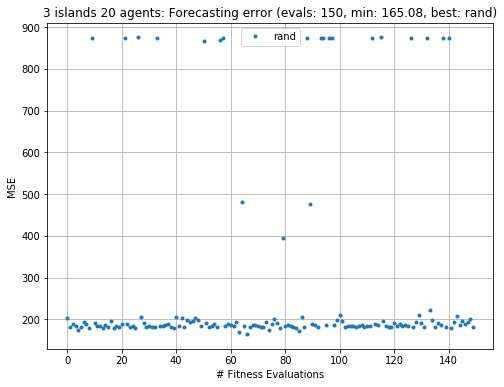 3 islands 20 agents: Forecasting error (evals: 150, min: 165.08, best: rand)
rand
900
800
700
600
500
400
300
200
MSE
0 20 40 60 80 100 120 140
# Fitness Evaluations